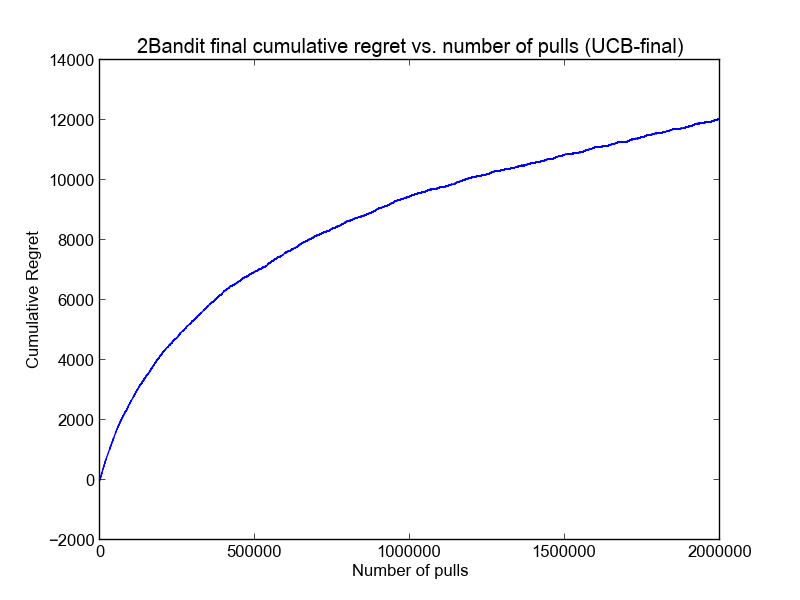 2Bandit final cumulative regret vs. number of pulls (UCB-final)
14000
12000
10000
8000
6000
4000
2000
0
−2000
0 500000 1000000 1500000 2000000
Cumulative Regret
Number of pulls